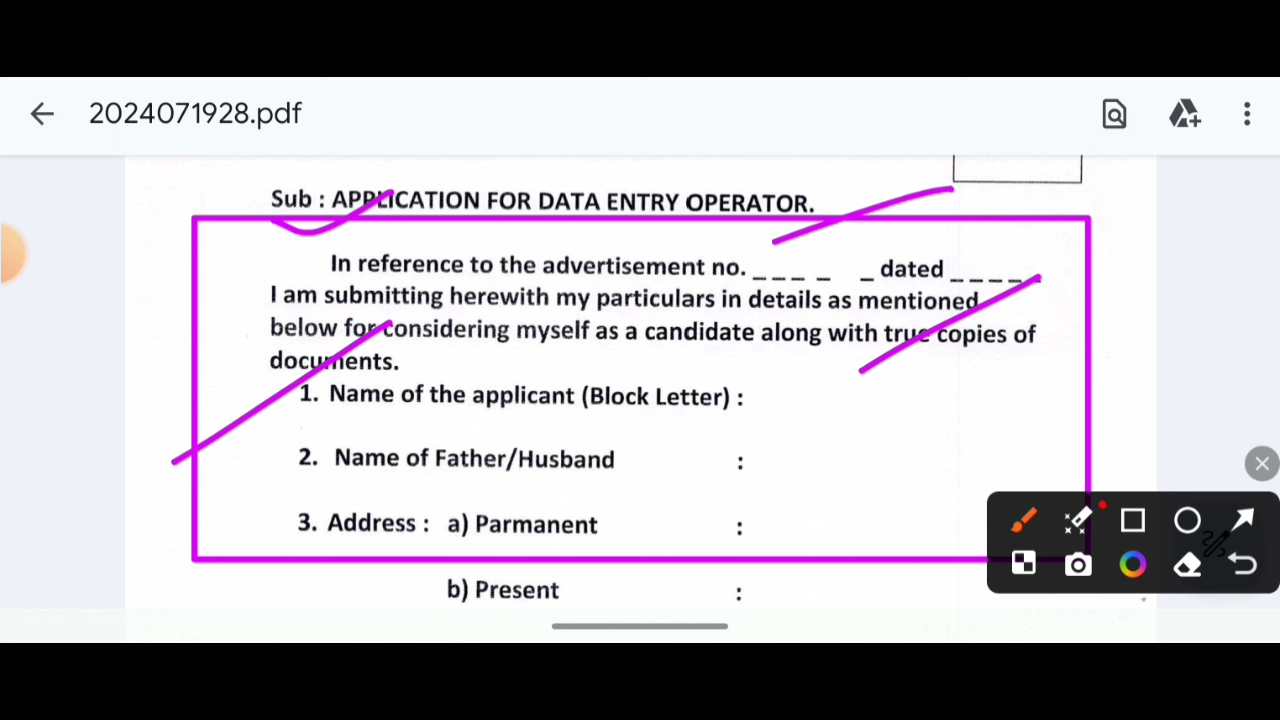 2024071928.pdf
Sub : APPLICATION FOR DATA ENTRY OPERATOR.
In reference to the advertisement no. _ _ _ _ _ dated _ _ _ _ _
I am submitting herewith my particulars in details as mentioned
below for considering myself as a candidate along with true copies of
documents.
1. Name of the applicant (Block Letter) :
2. Name of Father/Husband :
3. Address : a) Parmanent :
b) Present :